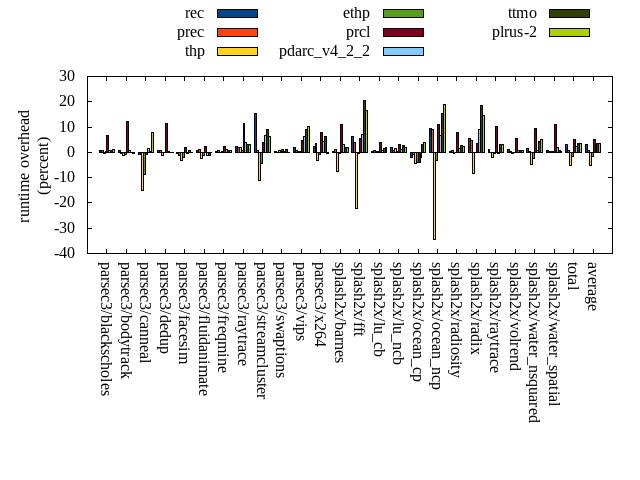 rec ethp ttmo
prec prcl plrus-2
thp pdarc_v4_2_2
runtime overhead
(percent)
30
20
10
0
-10
-20
-30
-40
parsec3/blackscholes
parsec3/bodytrack
parsec3/canneal
parsec3/dedup
parsec3/facesim
parsec3/fluidanimate
parsec3/freqmine
parsec3/raytrace
parsec3/streamcluster
parsec3/swaptions
parsec3/vips
parsec3/x264
splash2x/barnes
splash2x/fft
splash2x/lu_cb
splash2x/lu_ncb
splash2x/ocean_cp
splash2x/ocean_ncp
splash2x/radiosity
splash2x/radix
splash2x/raytrace
splash2x/volrend
splash2x/water_nsquared
splash2x/water_spatial
total
average